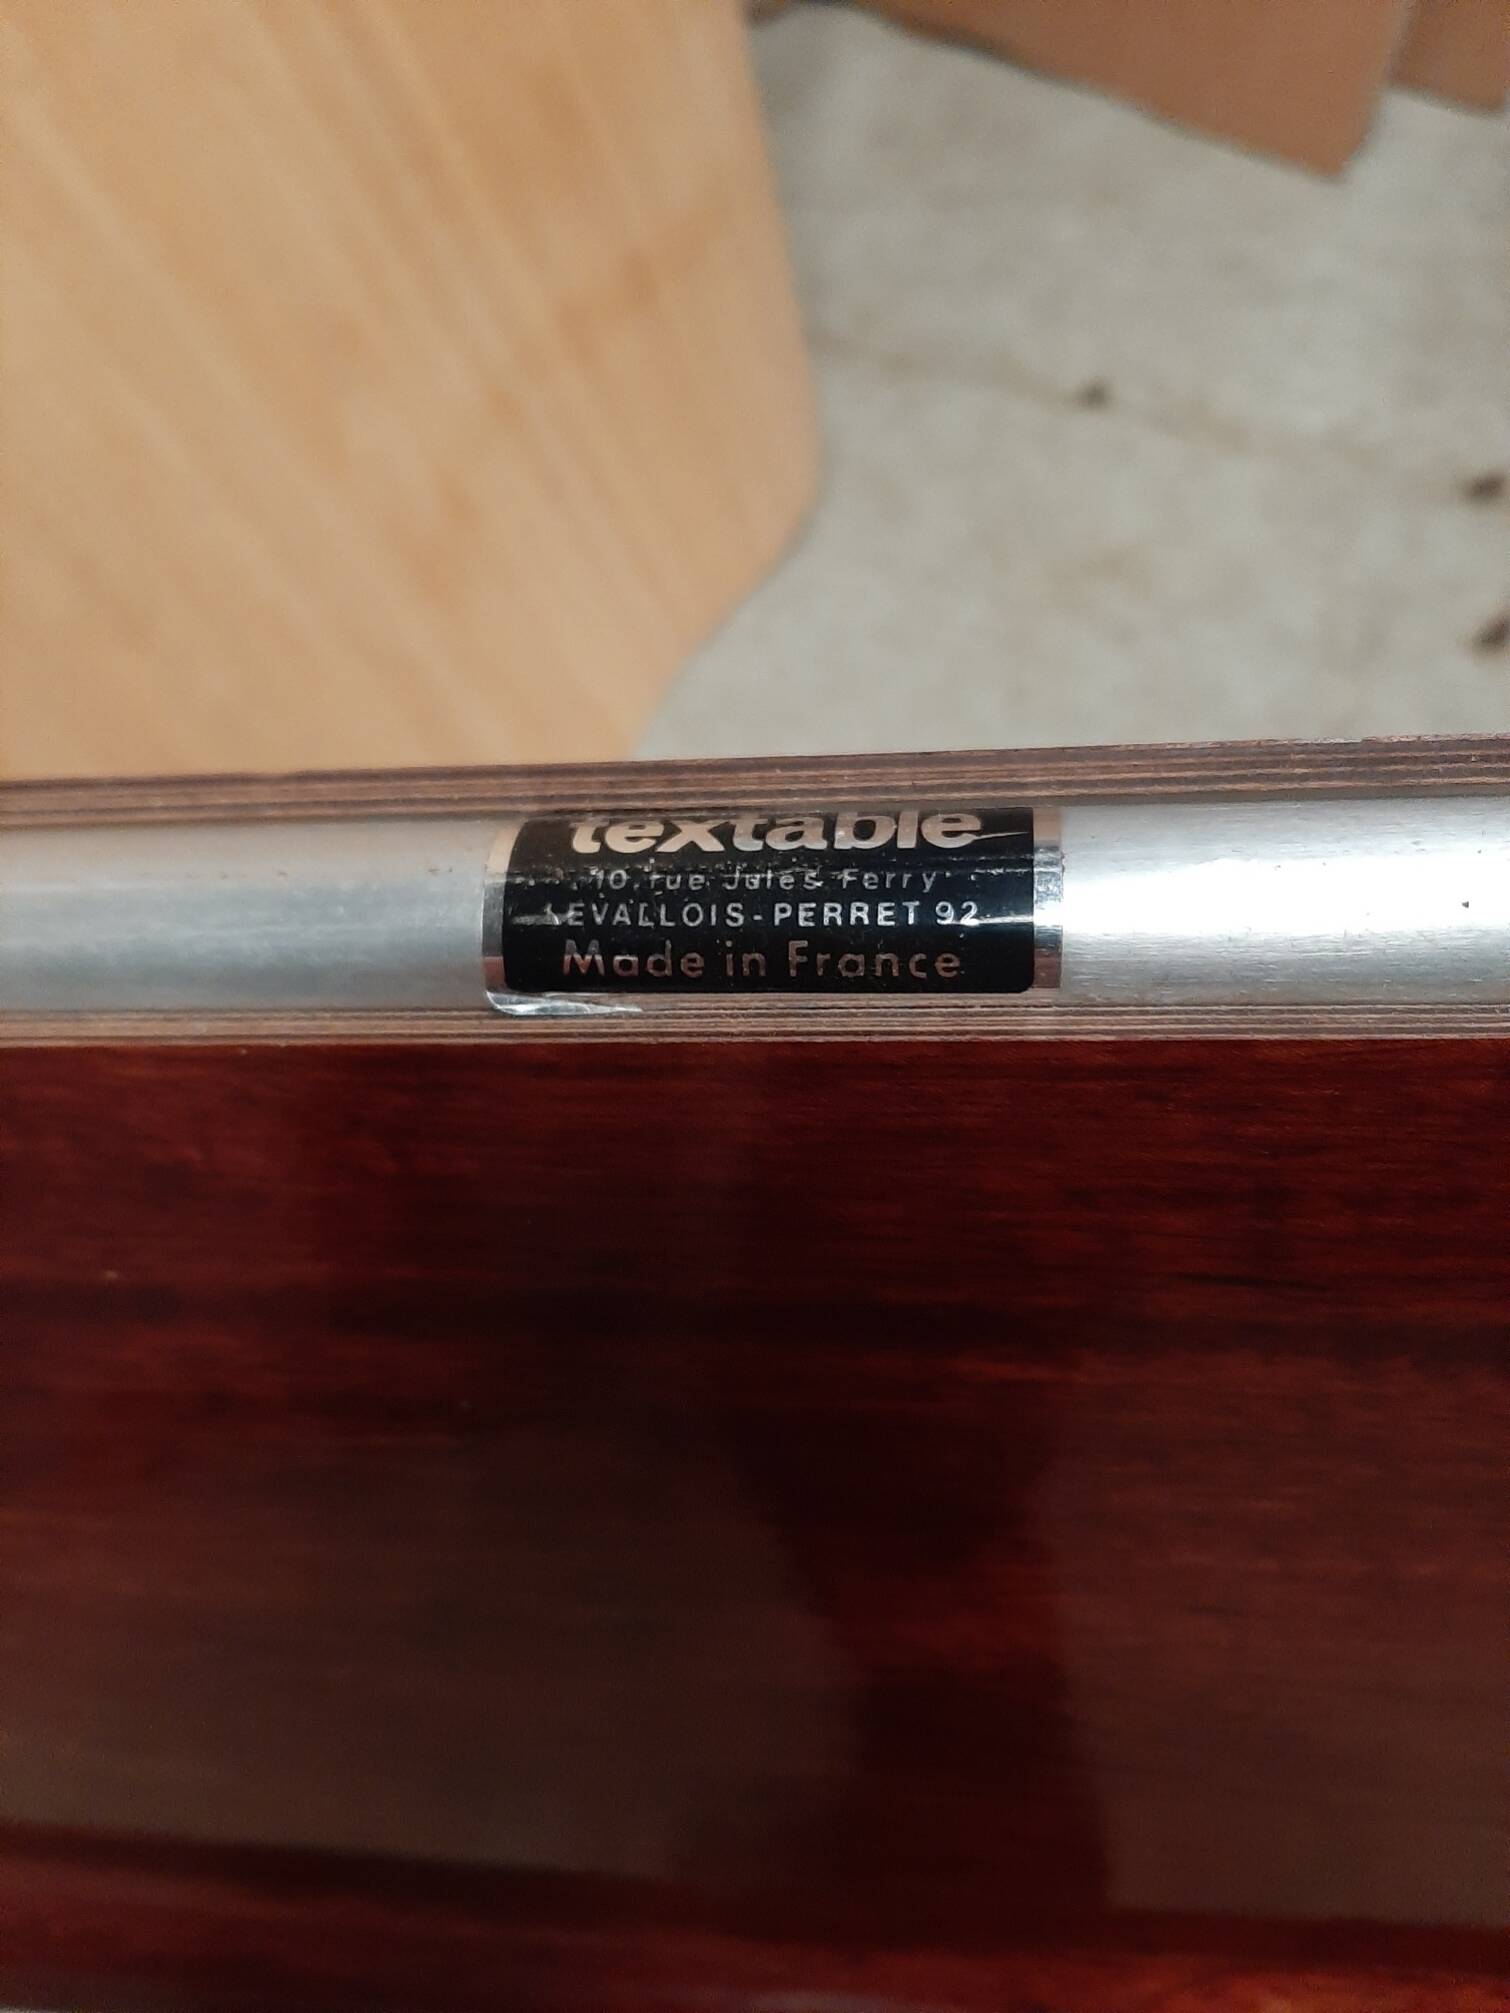 textable
10, rue Jules Ferry
LEVALLOIS-PERRET 92
Made in France